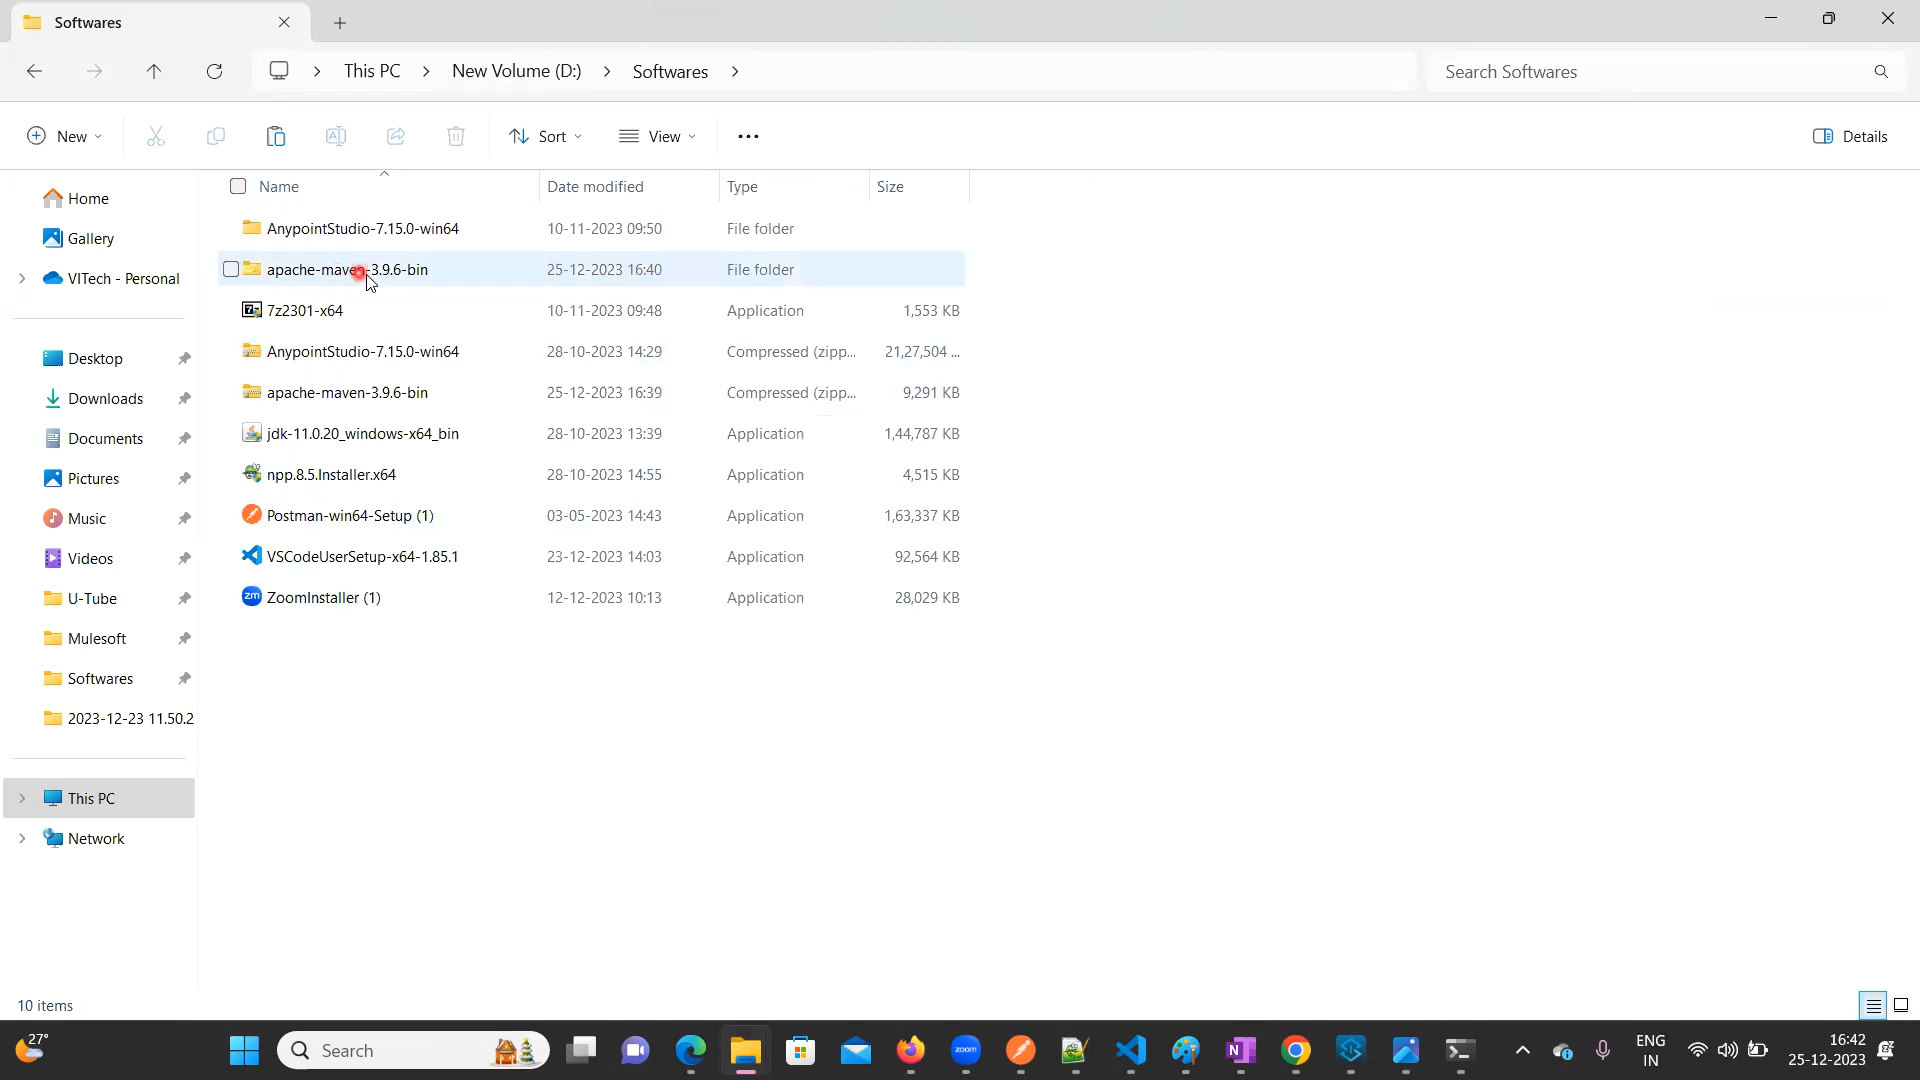 Softwares
This PC > New Volume (D:) > Softwares >
Search Softwares
New
Sort
View
Details
Name Date modified Type Size
AnypointStudio-7.15.0-win64 10-11-2023 09:50 File folder
apache-maven-3.9.6-bin 25-12-2023 16:40 File folder
7z2301-x64 10-11-2023 09:48 Application 1,553 KB
AnypointStudio-7.15.0-win64 28-10-2023 14:29 Compressed (zipp... 21,27,504 ...
apache-maven-3.9.6-bin 25-12-2023 16:39 Compressed (zipp... 9,291 KB
jdk-11.0.20_windows-x64_bin 28-10-2023 13:39 Application 1,44,787 KB
npp.8.5.Installer.x64 28-10-2023 14:55 Application 4,515 KB
Postman-win64-Setup (1) 03-05-2023 14:43 Application 1,63,337 KB
VSCodeUserSetup-x64-1.85.1 23-12-2023 14:03 Application 92,564 KB
ZoomInstaller (1) 12-12-2023 10:13 Application 28,029 KB
Home
Gallery
VITech - Personal
Desktop
Downloads
Documents
Pictures
Music
Videos
U-Tube
Mulesoft
Softwares
2023-12-23 11.50.2
This PC
Network
10 items
27°
Search
zoom
ENG
IN
16:42
25-12-2023